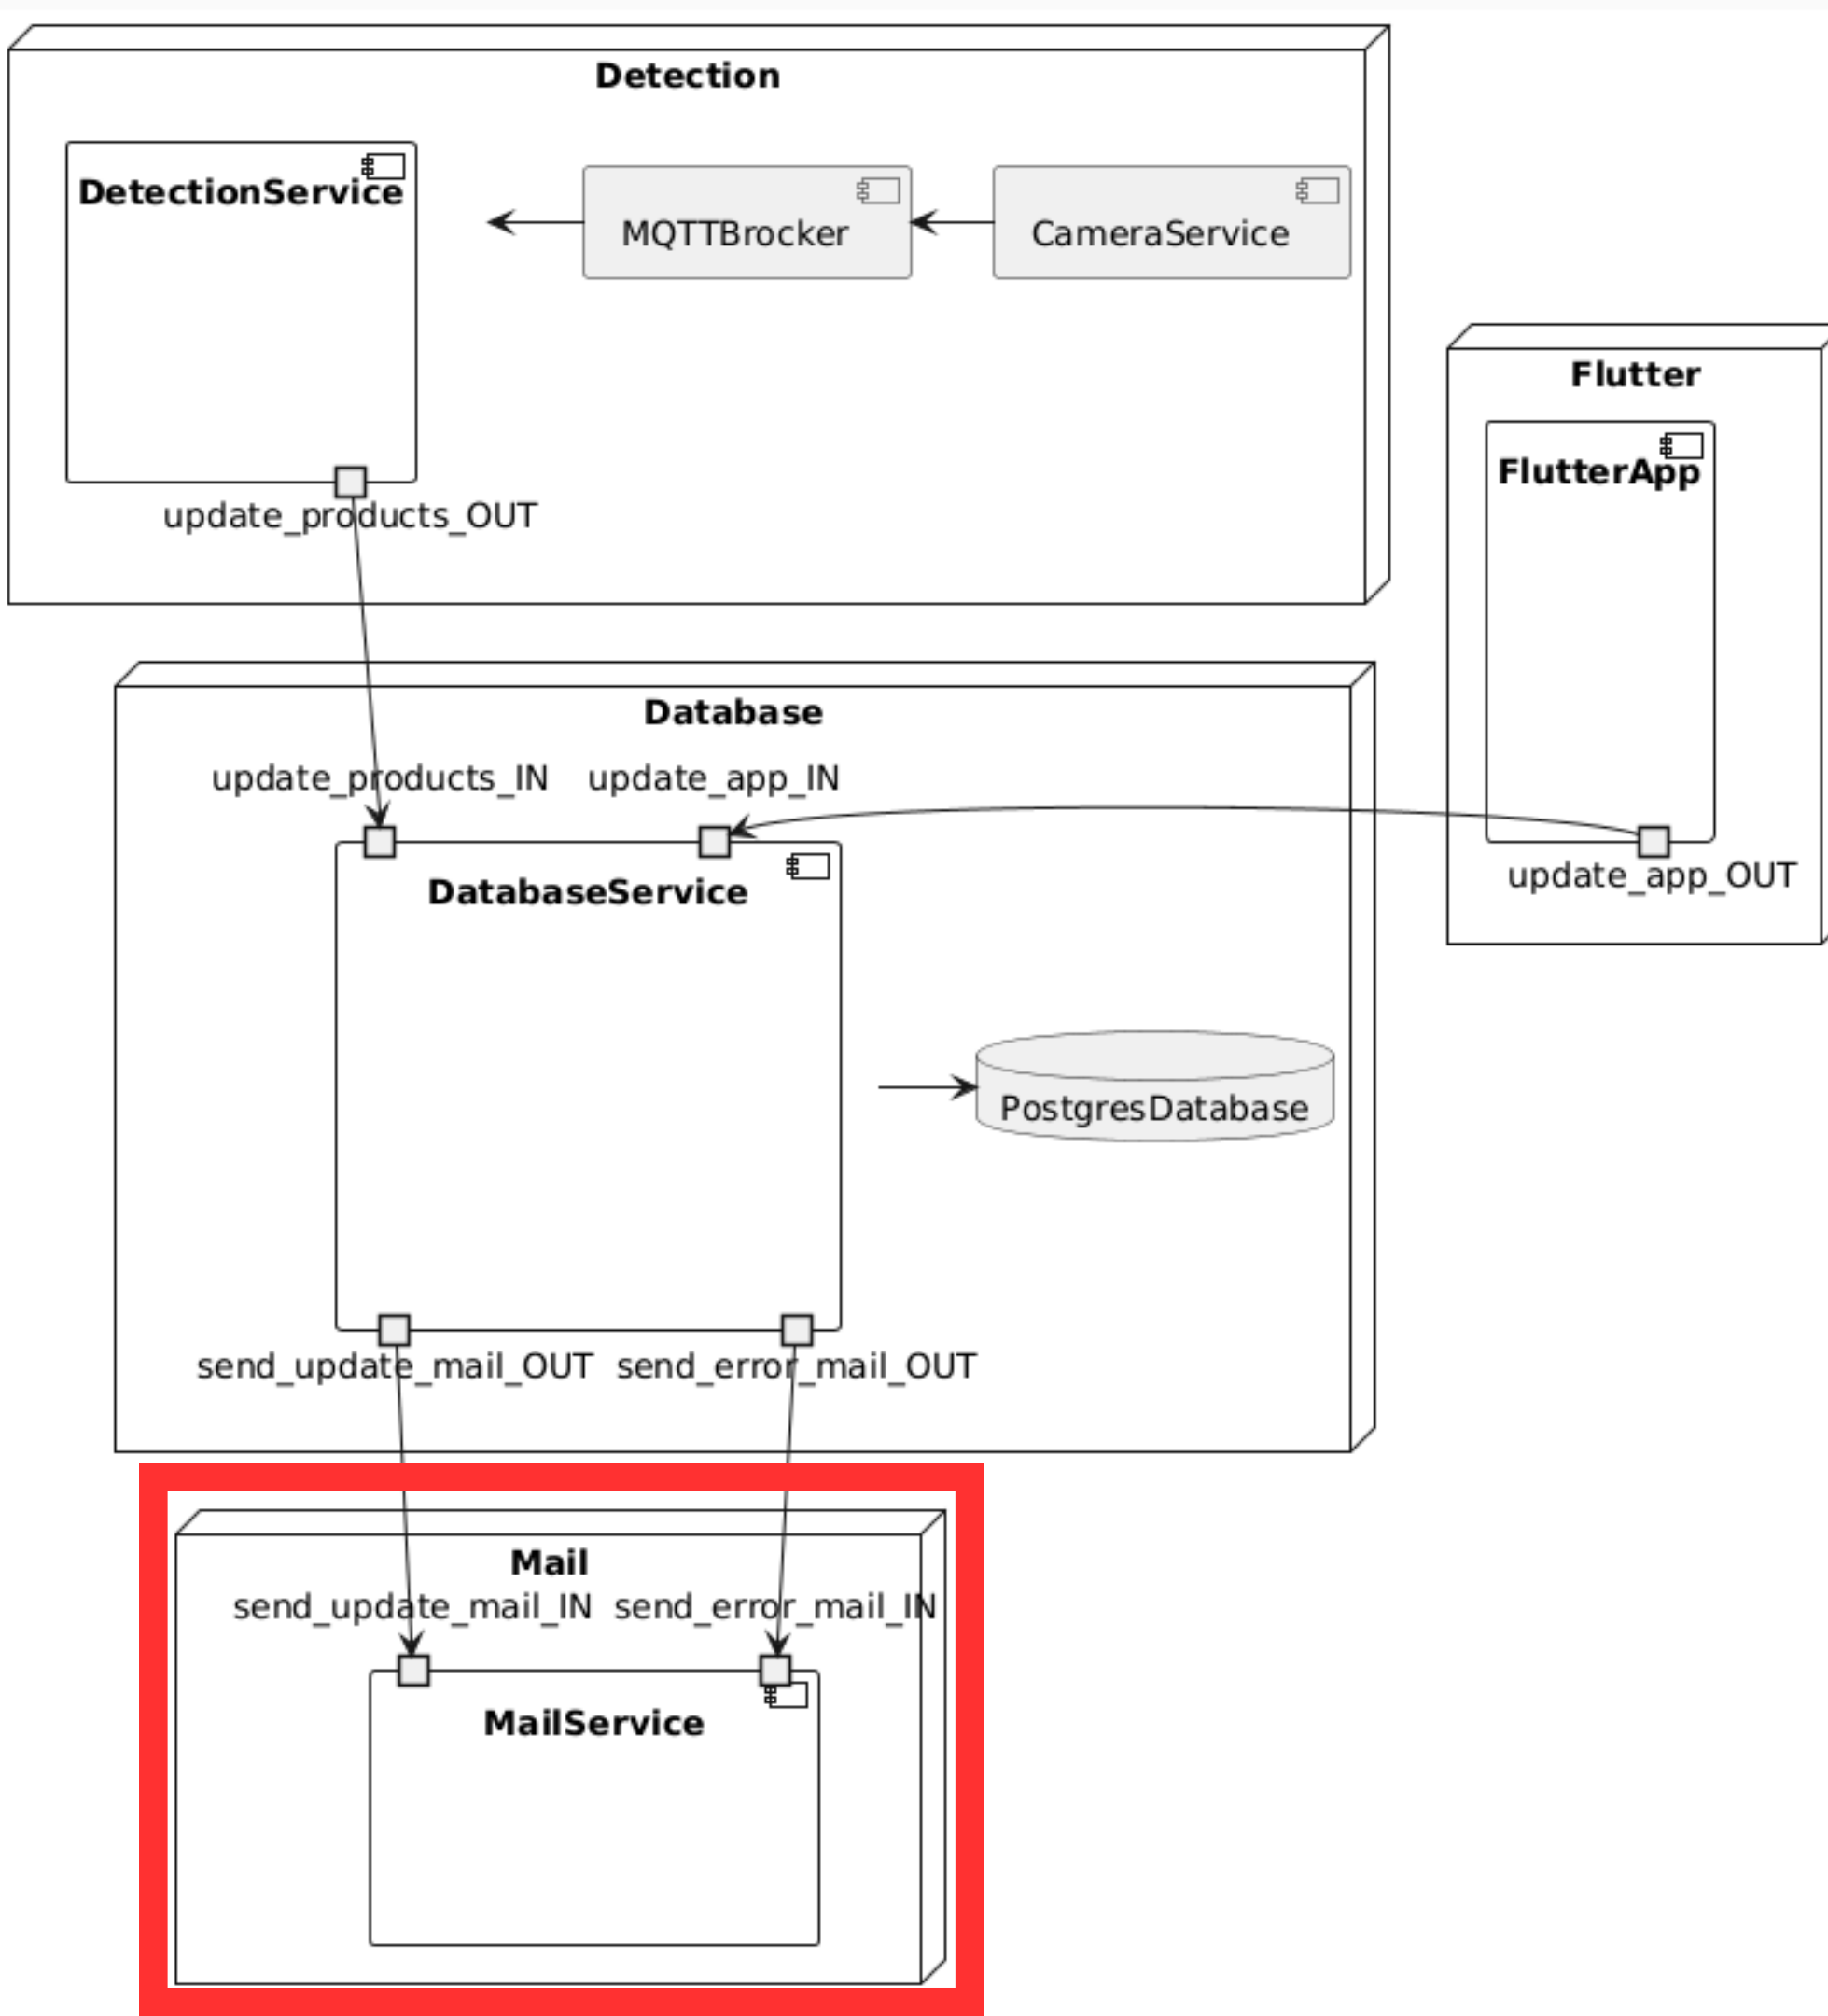 Detection
DetectionService
MQTTBrocker
CameraService
update_products_OUT
Flutter
FlutterApp
update_app_OUT
Database
update_products_IN
update_app_IN
DatabaseService
PostgresDatabase
send_update_mail_OUT
send_error_mail_OUT
Mail
send_update_mail_IN
send_error_mail_IN
MailService